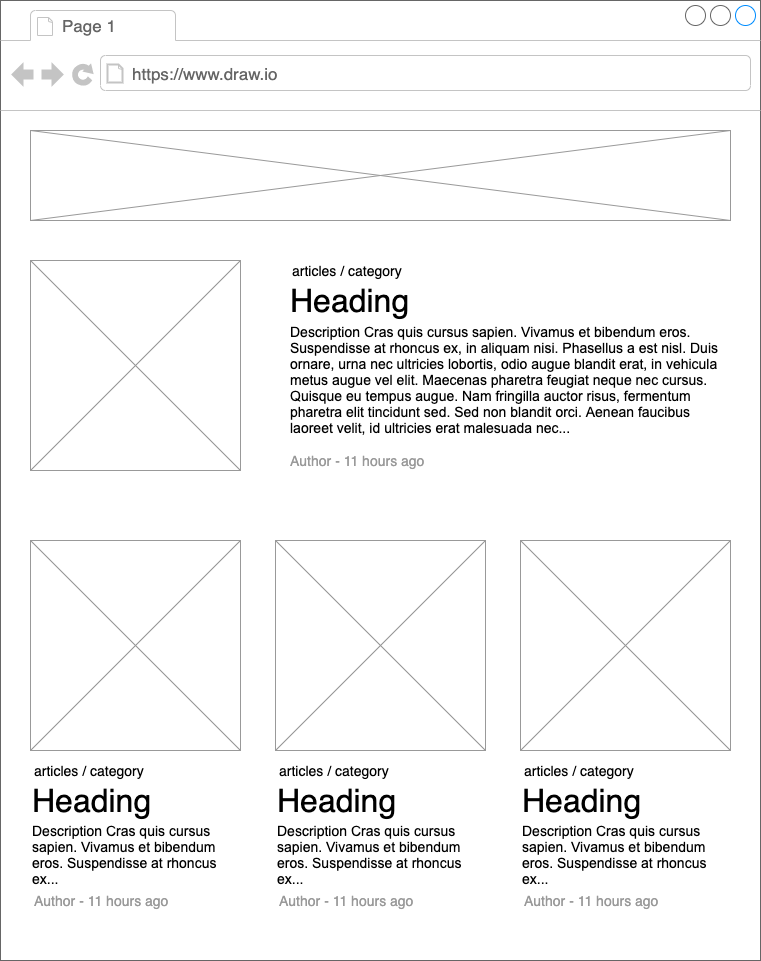 Page 1
https://www.draw.io
articles / category
Heading
Description Cras quis cursus sapien. Vivamus et bibendum eros.
Suspendisse at rhoncus ex, in aliquam nisi. Phasellus a est nisl. Duis
ornare, urna nec ultricies lobortis, odio augue blandit erat, in vehicula
metus augue vel elit. Maecenas pharetra feugiat neque nec cursus.
Quisque eu tempus augue. Nam fringilla auctor risus, fermentum
pharetra elit tincidunt sed. Sed non blandit orci. Aenean faucibus
laoreet velit, id ultricies erat malesuada nec...
Author - 11 hours ago
articles / category
Heading
Description Cras quis cursus
sapien. Vivamus et bibendum
eros. Suspendisse at rhoncus
ex...
Author - 11 hours ago
articles / category
Heading
Description Cras quis cursus
sapien. Vivamus et bibendum
eros. Suspendisse at rhoncus
ex...
Author - 11 hours ago
articles / category
Heading
Description Cras quis cursus
sapien. Vivamus et bibendum
eros. Suspendisse at rhoncus
ex...
Author - 11 hours ago